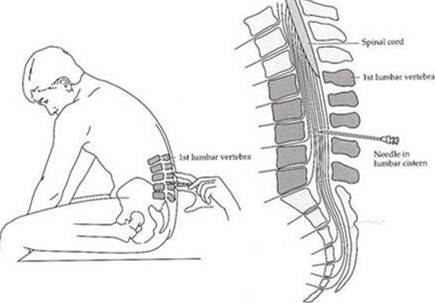 1st lumbar vertebra
Spinal cord
1st lumbar vertebra
Needle in
lumbar cistern